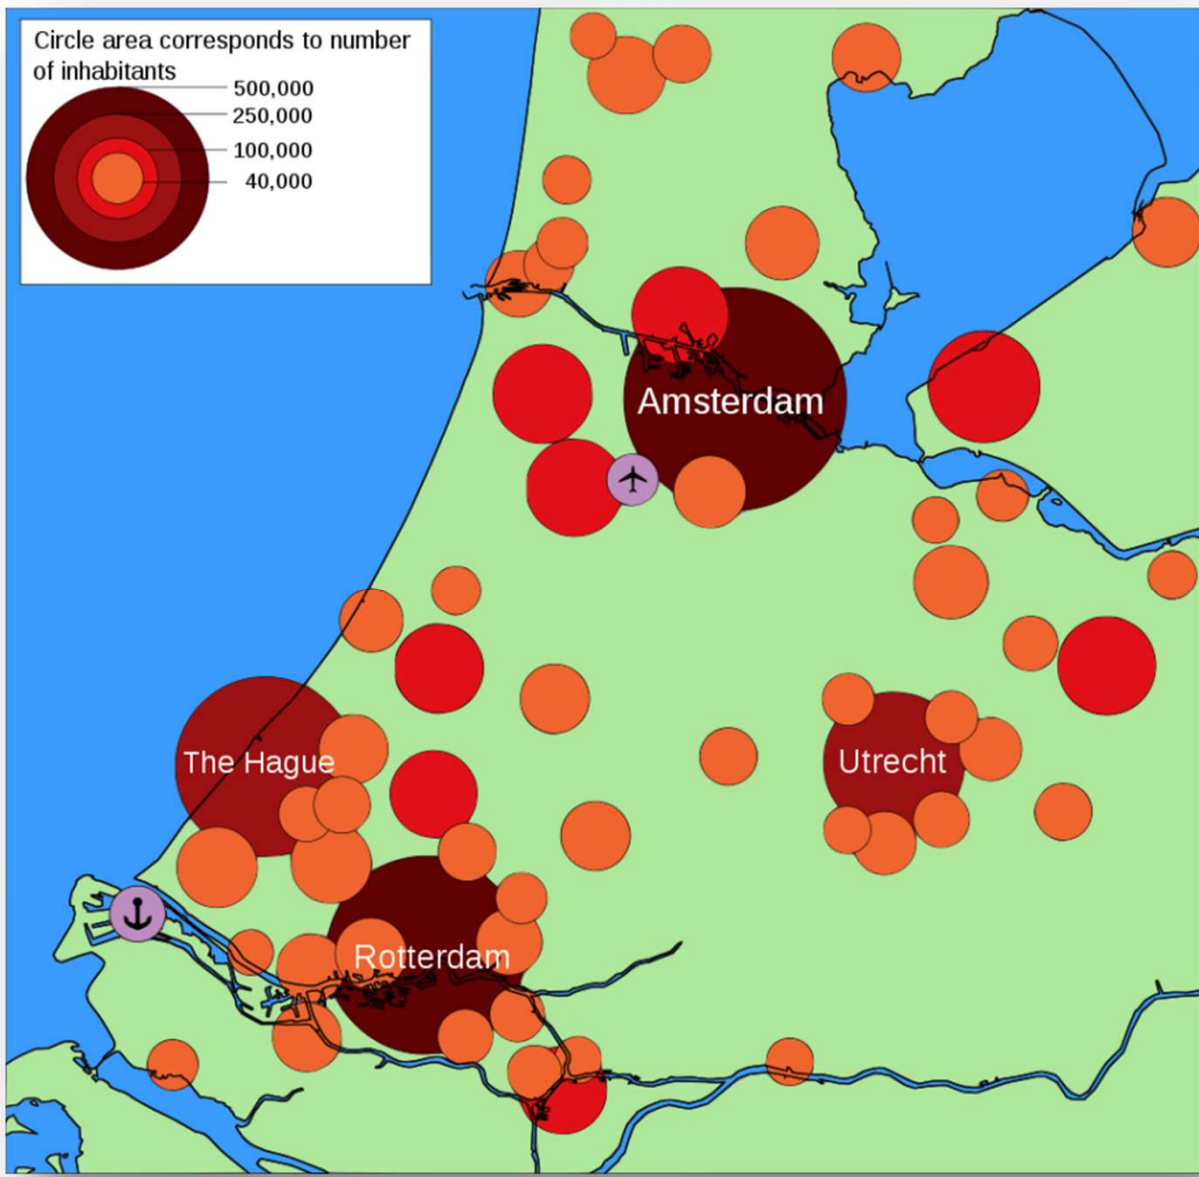 Circle area corresponds to number
of inhabitants
500,000
250,000
100,000
40,000
Amsterdam
The Hague
Utrecht
Rotterdam